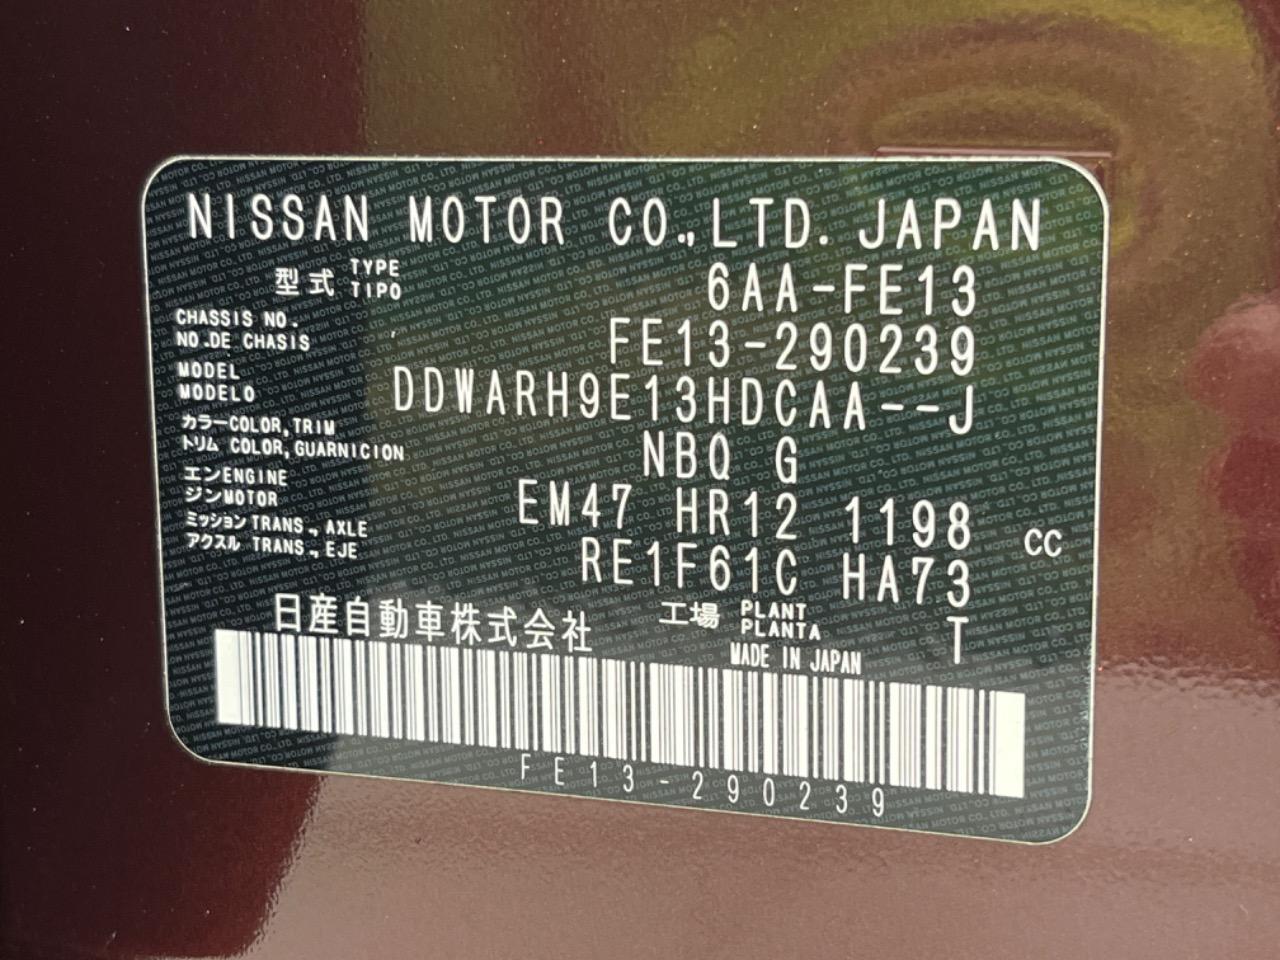 NISSAN MOTOR CO.,LTD. JAPAN
型式 TYPE TIPO 6AA-FE13
CHASSIS NO.
NO.DE CHASIS FE13-290239
MODEL
MODELO DDWARH9E13HDCAA--J
カラーCOLOR,TRIM
トリム COLOR,GUARNICION NBQ G
エンENGINE
ジンMOTOR EM47 HR12 1198 CC
ミッションTRANS.,AXLE
アクスル TRANS.,EJE RE1F61C HA73
日産自動車株式会社 工場 PLANT PLANTA T
MADE IN JAPAN
FE13-290239